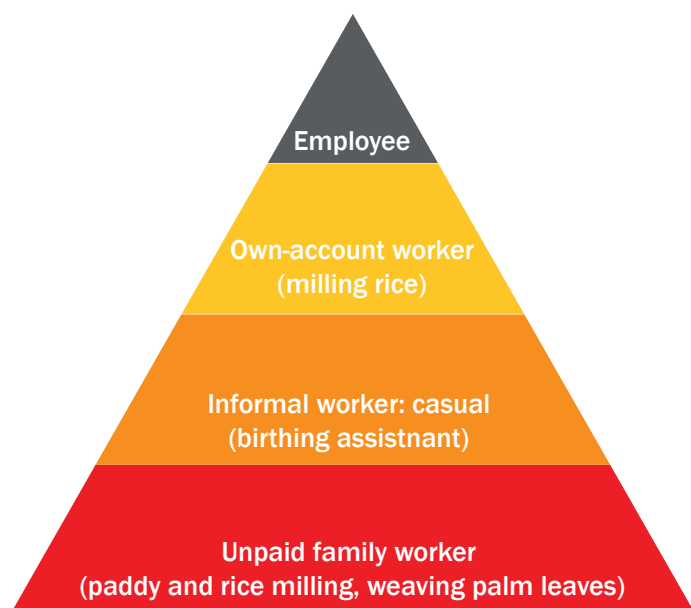 Employee
Own-account worker
(milling rice)
Informal worker: casual
(birthing assistnant)
Unpaid family worker
(paddy and rice milling, weaving palm leaves)